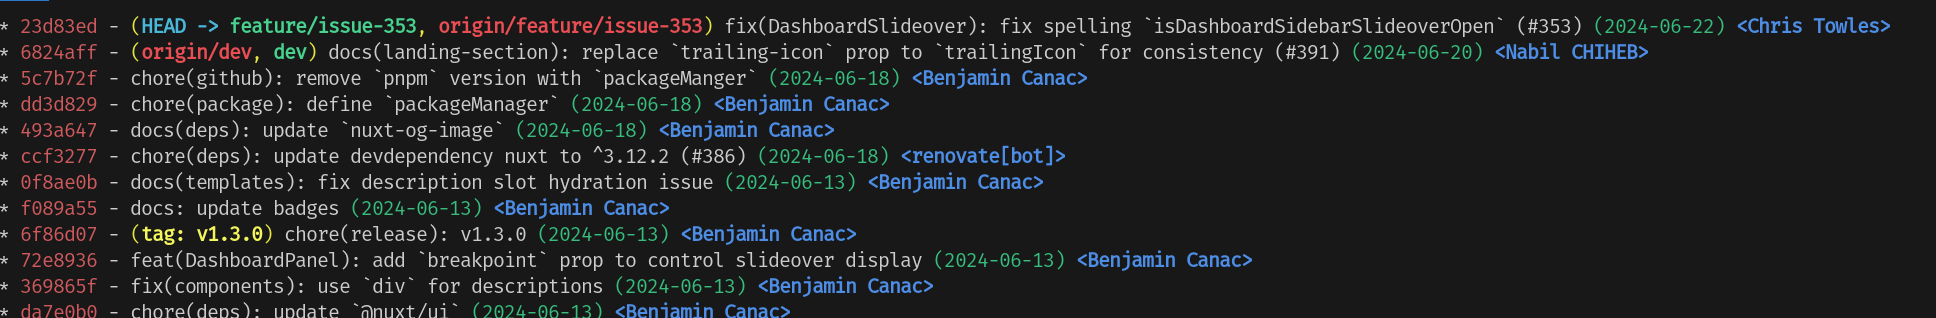 * 23d83ed - (HEAD -> feature/issue-353, origin/feature/issue-353) fix(DashboardSlideover): fix spelling `isDashboardSidebarSlideoverOpen` (#353) (2024-06-22) <Chris Towles>
* 6824aff - (origin/dev, dev) docs(landing-section): replace `trailing-icon` prop to `trailingIcon` for consistency (#391) (2024-06-20) <Nabil CHIHEB>
* 5c7b72f - chore(github): remove `pnpm` version with `packageManger` (2024-06-18) <Benjamin Canac>
* dd3d829 - chore(package): define `packageManager` (2024-06-18) <Benjamin Canac>
* 493a647 - docs(deps): update `nuxt-og-image` (2024-06-18) <Benjamin Canac>
* ccf3277 - chore(deps): update devdependency nuxt to ^3.12.2 (#386) (2024-06-18) <renovate[bot]>
* 0f8ae0b - docs(templates): fix description slot hydration issue (2024-06-13) <Benjamin Canac>
* f089a55 - docs: update badges (2024-06-13) <Benjamin Canac>
* 6f86d07 - (tag: v1.3.0) chore(release): v1.3.0 (2024-06-13) <Benjamin Canac>
* 72e8936 - feat(DashboardPanel): add `breakpoint` prop to control slideover display (2024-06-13) <Benjamin Canac>
* 369865f - fix(components): use `div` for descriptions (2024-06-13) <Benjamin Canac>
* da7e0b0 - chore(deps): update `@nuxt/ui` (2024-06-13) <Benjamin Canac>